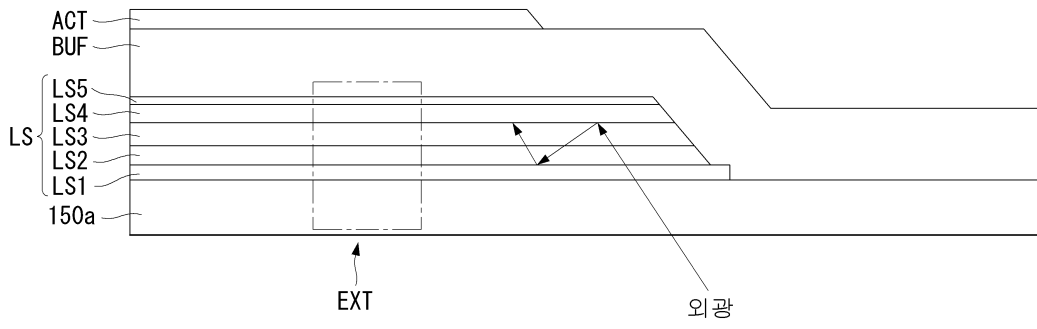 ACT
BUF
LS5
LS4
LS
LS3
LS2
LS1
150a
EXT
외광